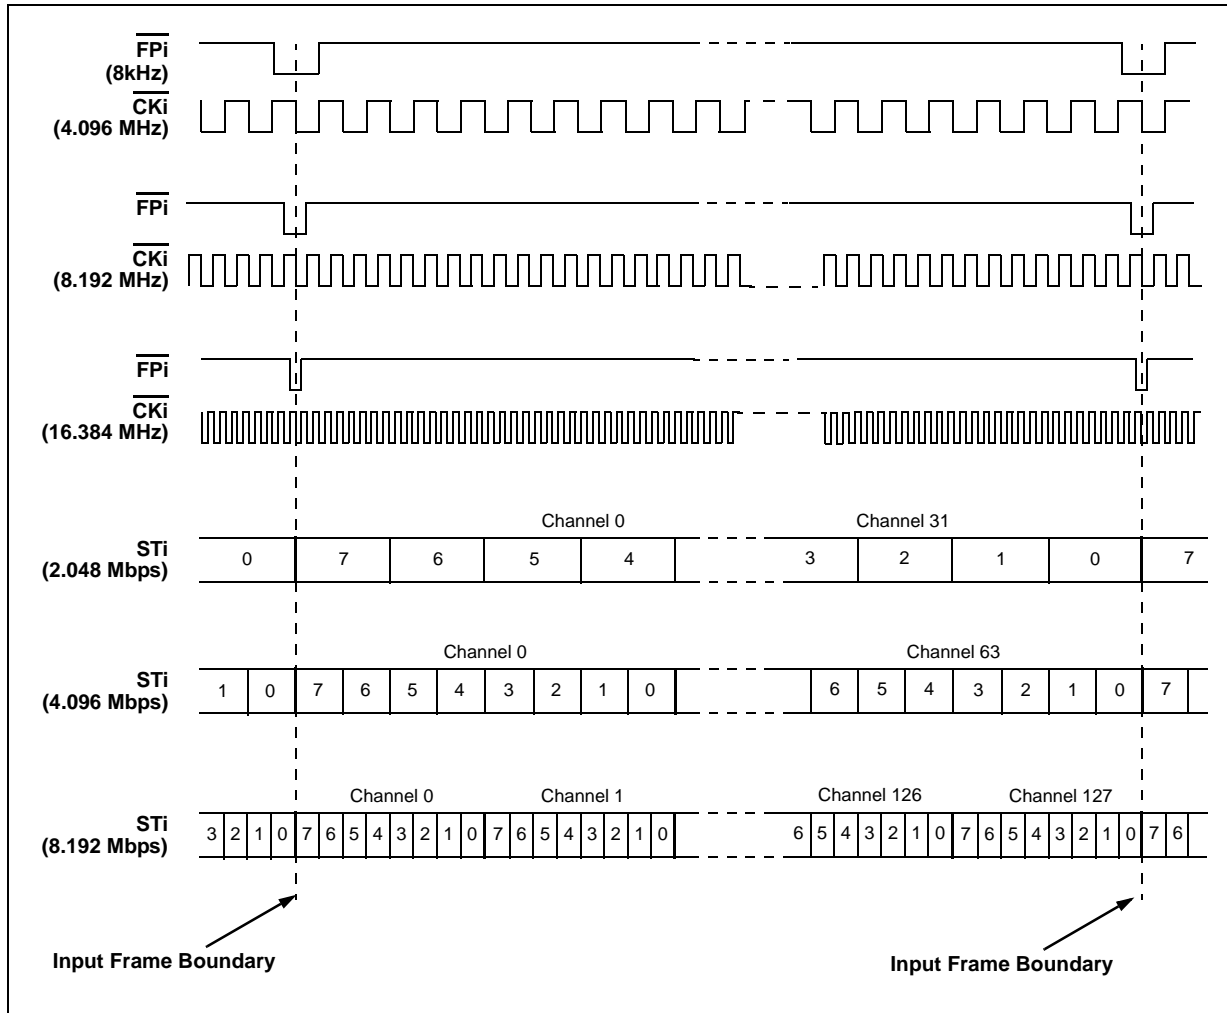 FPi
(8kHz)
CKi
(4.096 MHz)
FPi
CKi
(8.192 MHz)
FPi
CKi
(16.384 MHz)
Channel 0 Channel 31
STi
(2.048 Mbps)
0 7 6 5 4 3 2 1 0 7
Channel 0 Channel 63
STi
(4.096 Mbps)
1 0 7 6 5 4 3 2 1 0 6 5 4 3 2 1 0 7
Channel 0 Channel 1 Channel 126 Channel 127
STi
(8.192 Mbps)
3 2 1 0 7 6 5 4 3 2 1 0 7 6 5 4 3 2 1 0 6 5 4 3 2 1 0 7 6 5 4 3 2 1 0 7 6
Input Frame Boundary Input Frame Boundary